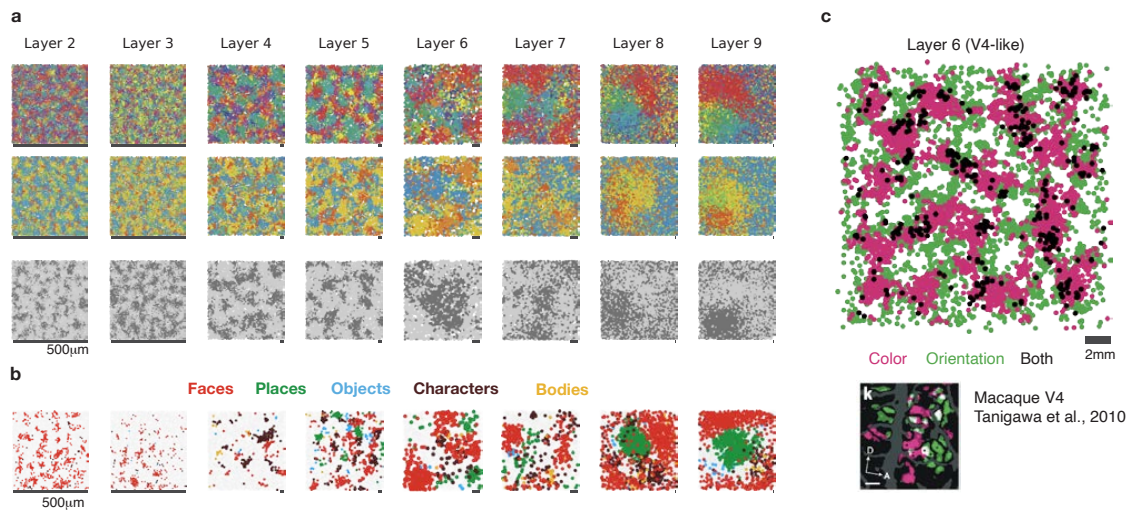 a
Layer 2 Layer 3 Layer 4 Layer 5 Layer 6 Layer 7 Layer 8 Layer 9
500μm
b
Faces Places Objects Characters Bodies
500μm
c
Layer 6 (V4-like)
2mm
Color Orientation Both
k
D
A
Macaque V4
Tanigawa et al., 2010